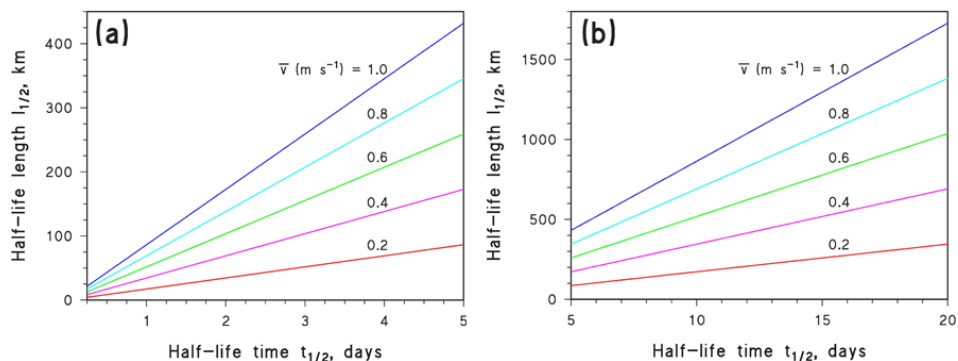 (a)
Half-life length l1/2, km
400
300
200
100
0
v̅ (m s⁻¹) = 1.0
0.8
0.6
0.4
0.2
1 2 3 4 5
Half-life time t1/2, days
(b)
Half-life length l1/2, km
1500
1000
500
0
v̅ (m s⁻¹) = 1.0
0.8
0.6
0.4
0.2
5 10 15 20
Half-life time t1/2, days